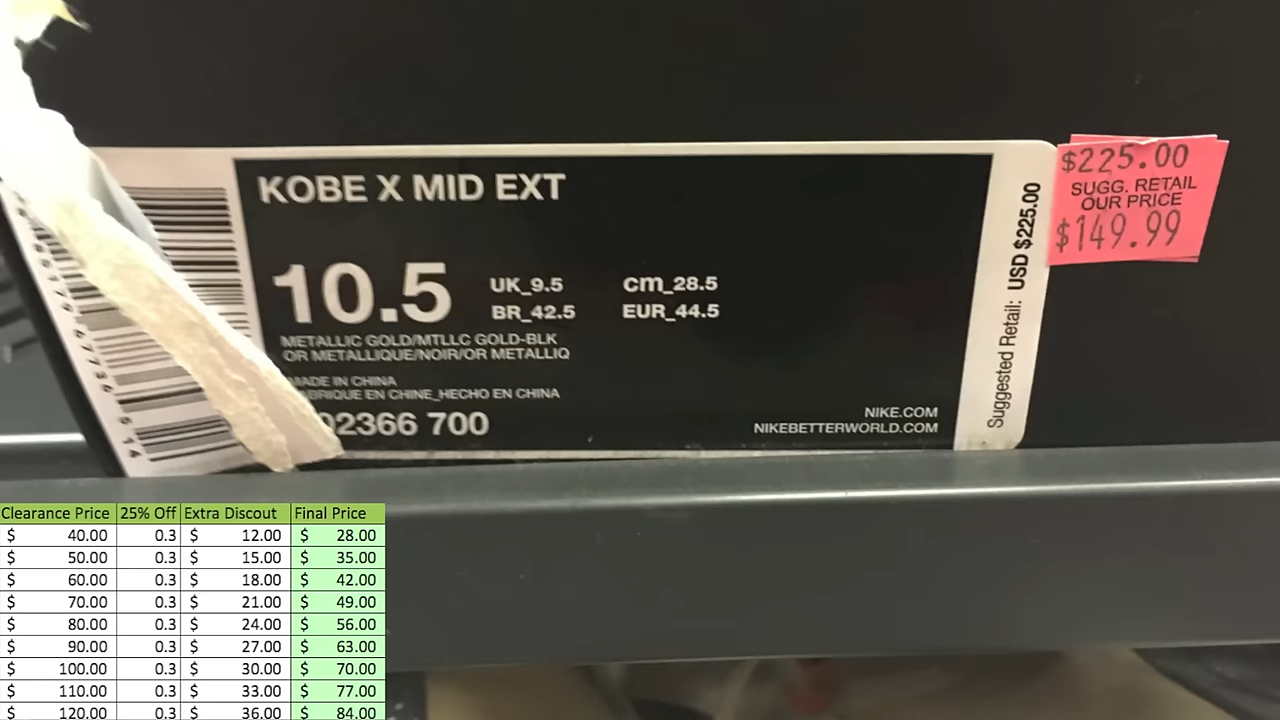 KOBE X MID EXT
10.5
UK_9.5
cm_28.5
BR_42.5
EUR_44.5
METALLIC GOLD/MTLLC GOLD-BLK
OR METALLIQUE/NOIR/OR METALLIQ
MADE IN CHINA
BRIQUE EN CHINE_HECHO EN CHINA
02366 700
NIKE.COM
NIKEBETTERWORLD.COM
Suggested Retail: USD $225.00
$225.00
SUGG. RETAIL
OUR PRICE
$149.99
Clearance Price 25% Off Extra Discout Final Price
$ 40.00 0.3 $ 12.00 $ 28.00
$ 50.00 0.3 $ 15.00 $ 35.00
$ 60.00 0.3 $ 18.00 $ 42.00
$ 70.00 0.3 $ 21.00 $ 49.00
$ 80.00 0.3 $ 24.00 $ 56.00
$ 90.00 0.3 $ 27.00 $ 63.00
$ 100.00 0.3 $ 30.00 $ 70.00
$ 110.00 0.3 $ 33.00 $ 77.00
$ 120.00 0.3 $ 36.00 $ 84.00